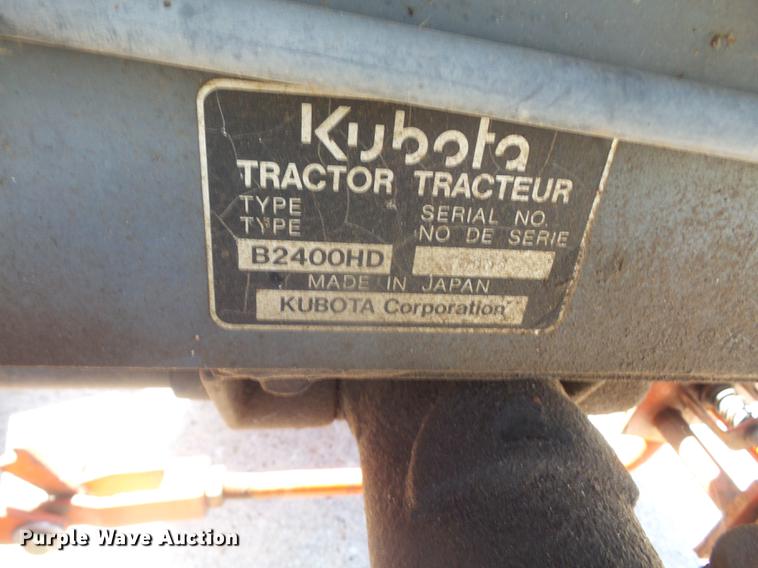 Kubota
TRACTOR TRACTEUR
TYPE SERIAL NO.
TYPE NO DE SERIE
B2400HD
MADE IN JAPAN
KUBOTA Corporation
Purple Wave Auction